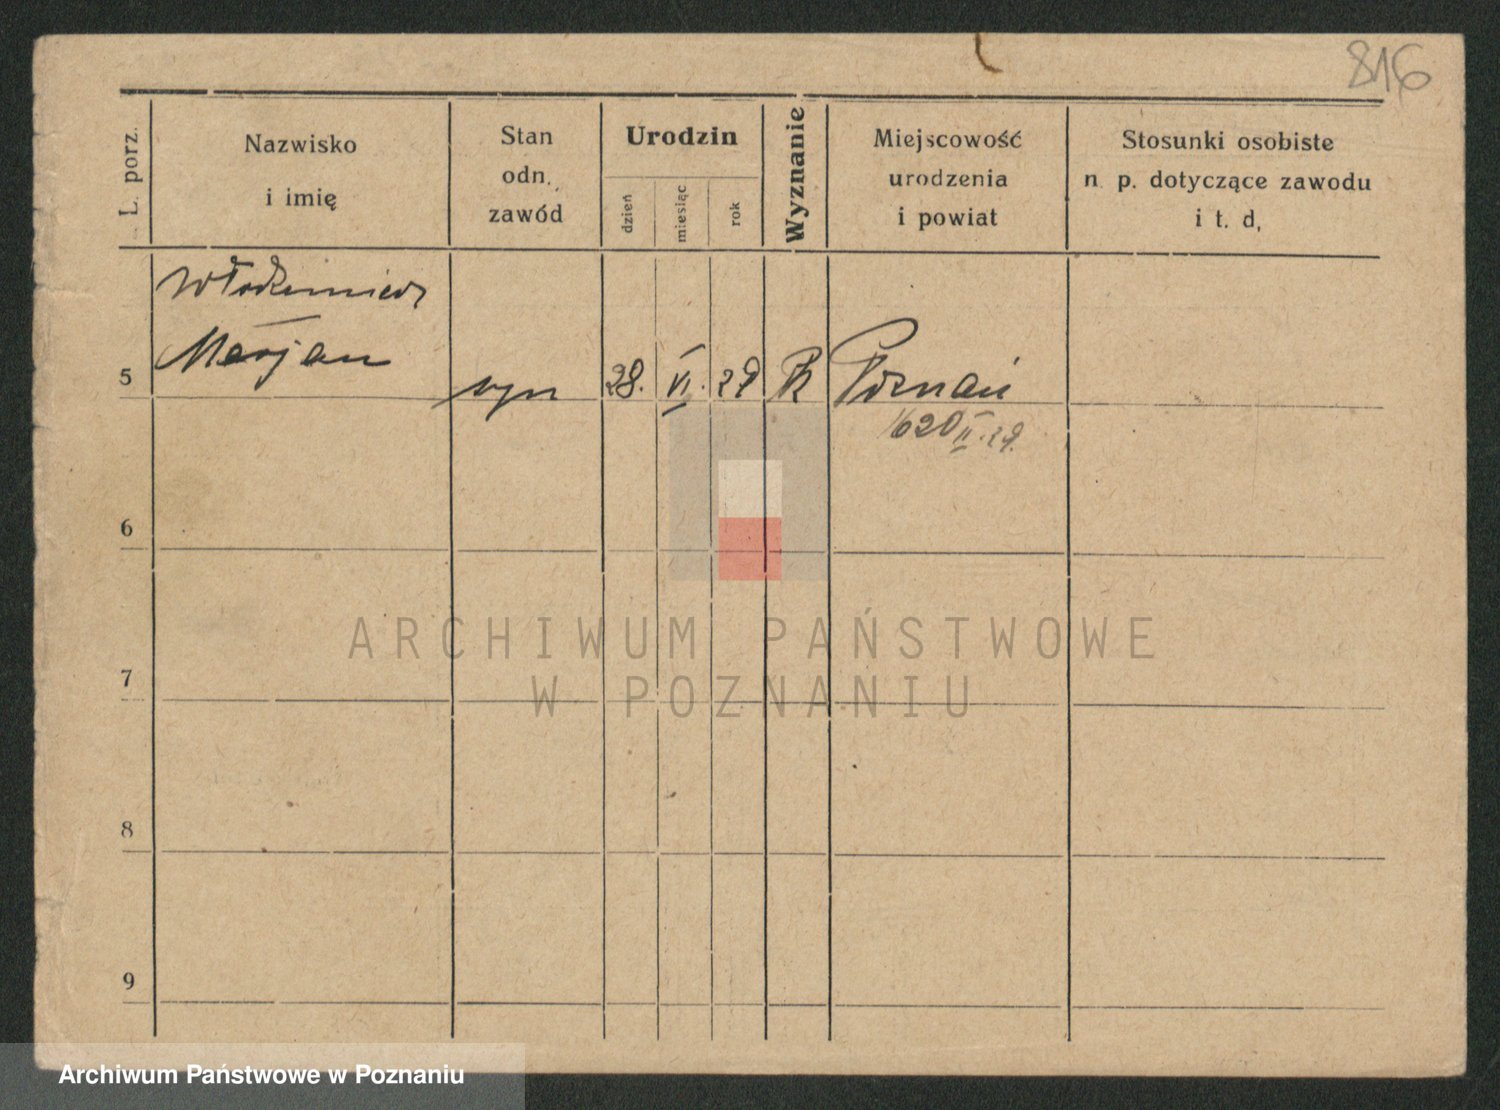 816
L. porz.
Nazwisko
i imię
Stan
odn.
zawód
Urodzin
dzień
miesiąc
rok
Wyznanie
Miejscowość
urodzenia
i powiat
Stosunki osobiste
n. p. dotyczące zawodu
i t. d,
Włodzimierz
Marjan
5 syn 28. VI. 29 Poznań
6
7
8
9
ARCHIWUM PAŃSTWOWE
W POZNANIU
Archiwum Państwowe w Poznaniu